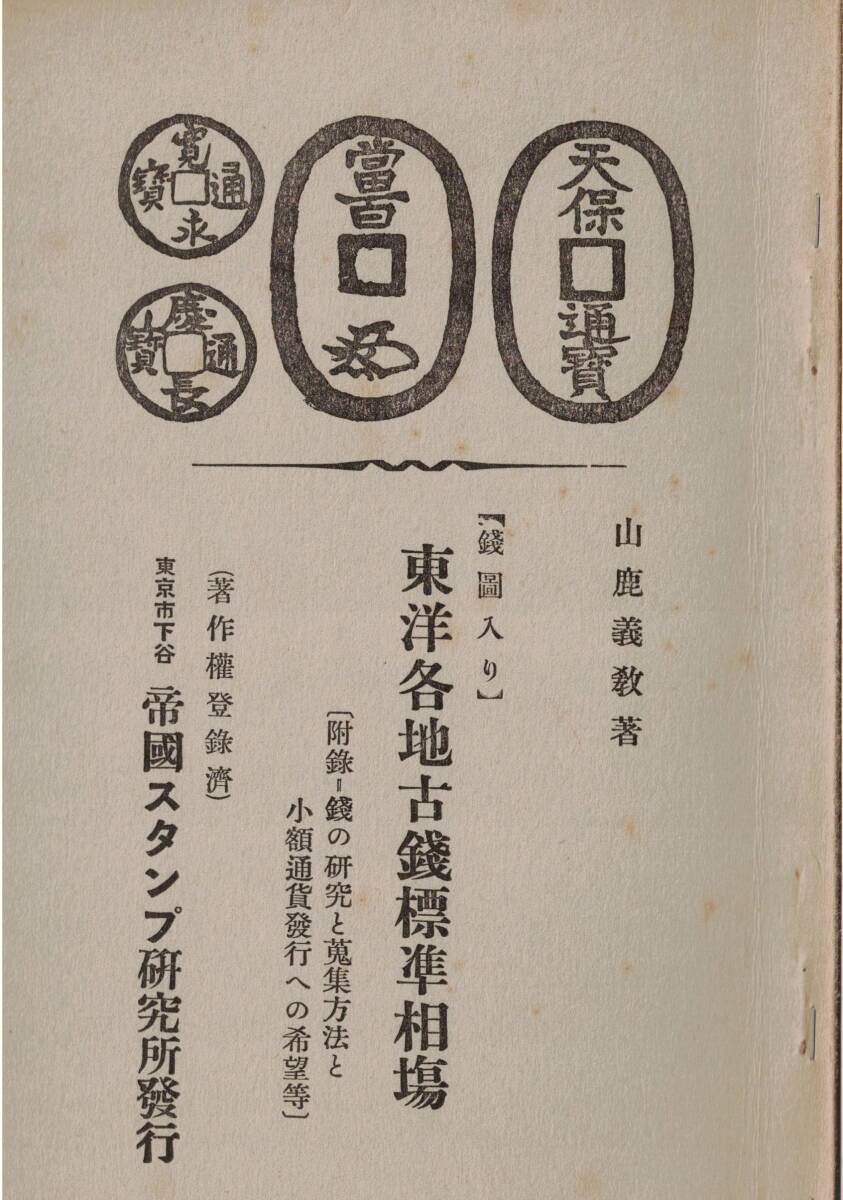 天保通寶
當百
寬永通寶
慶長通寶
山鹿義教著
【錢圖入り】
東洋各地古錢標準相塲
〔附錄=錢の研究と蒐集方法と
小額通貨發行への希望等〕
(著作權登錄濟)
東京市下谷 帝國スタンプ硏究所發行